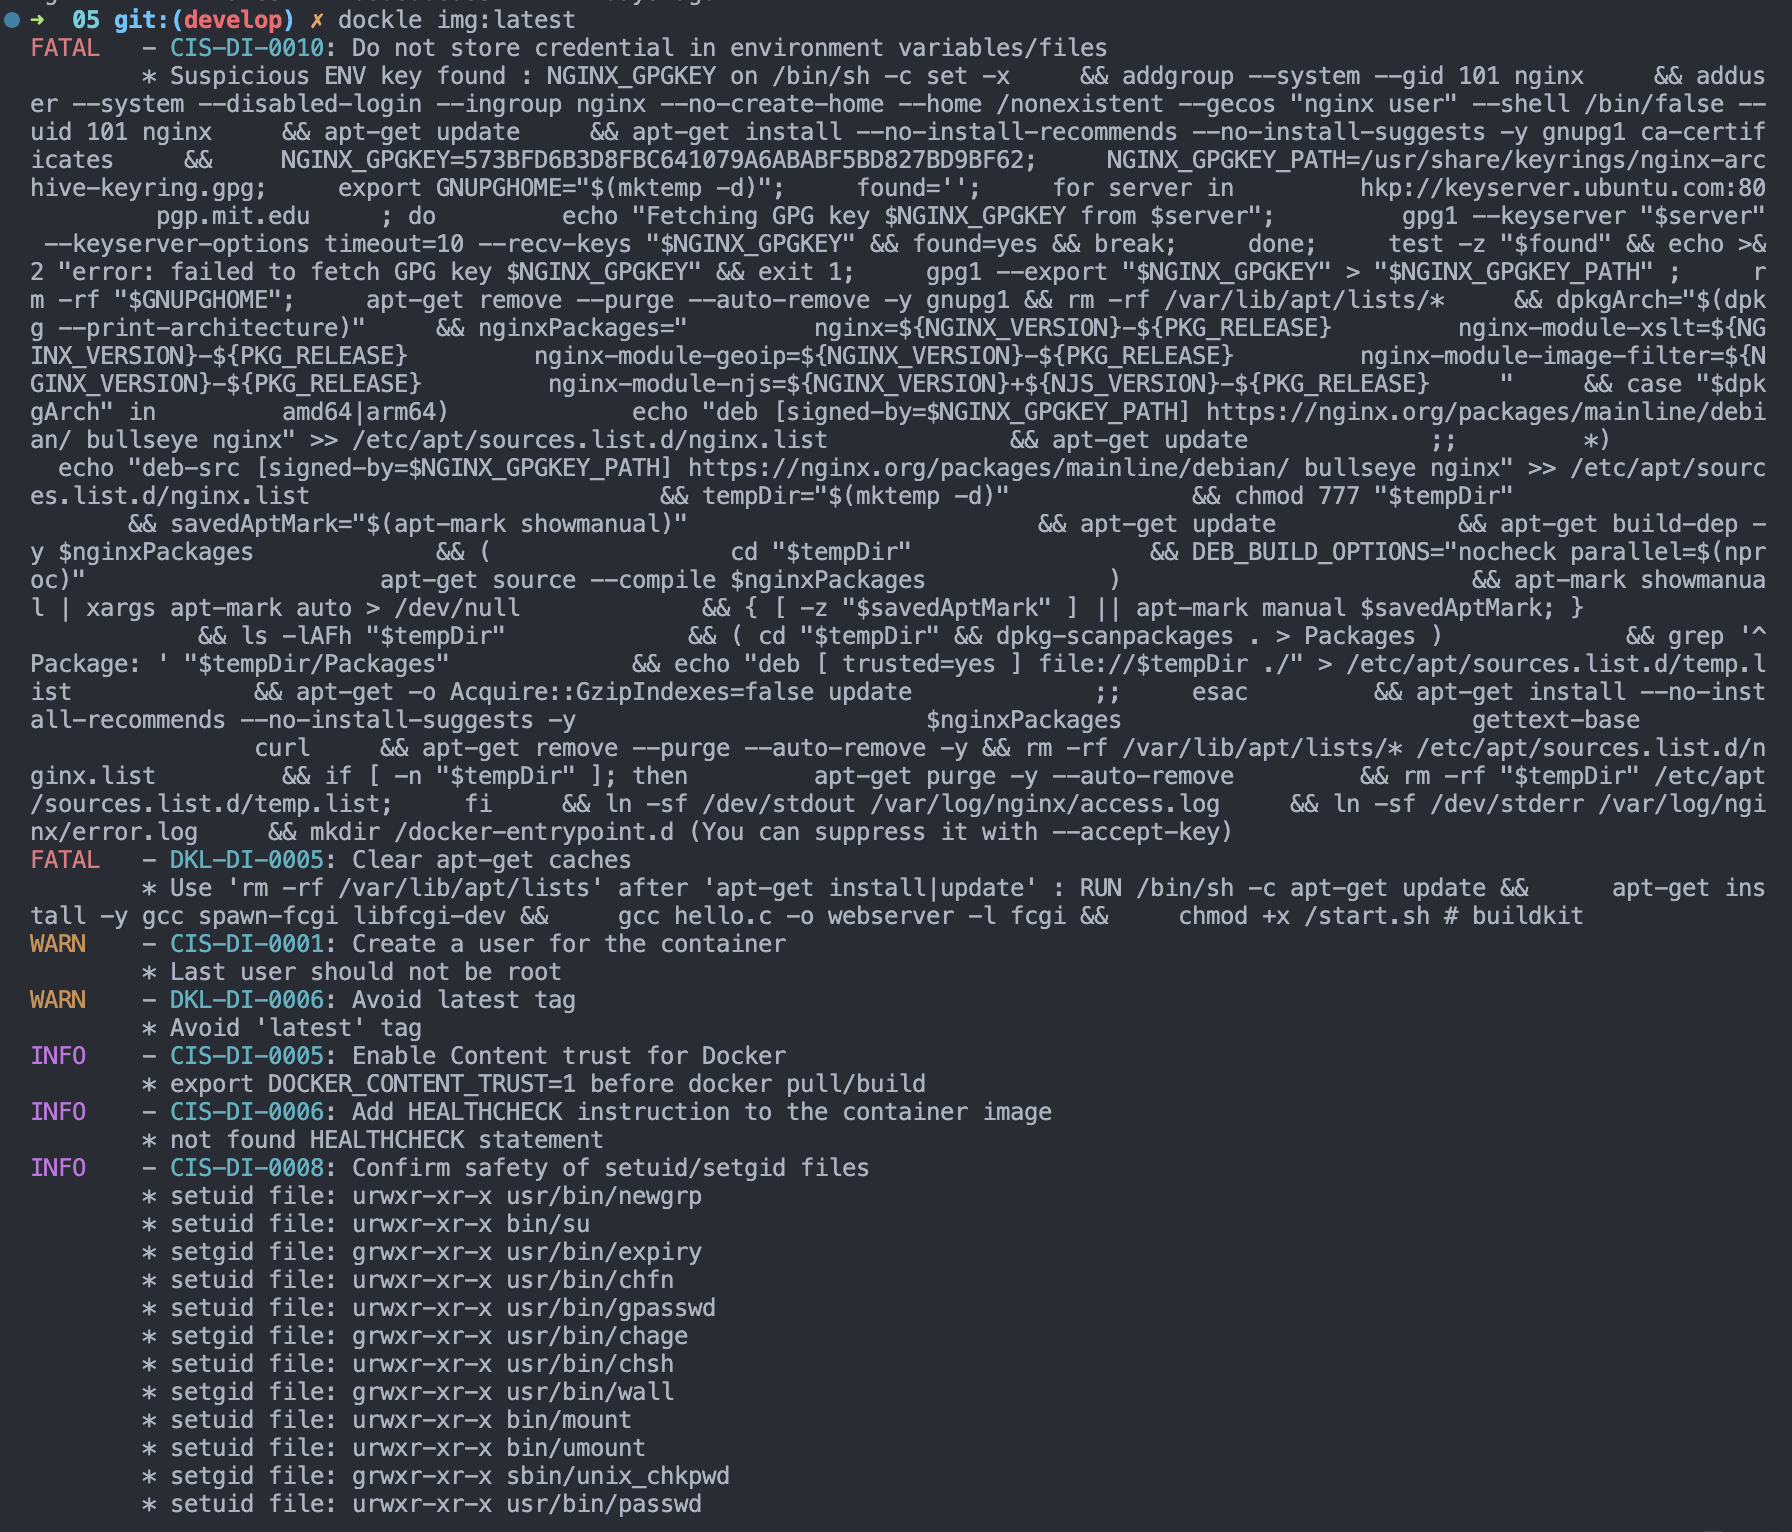 ➜  05 git:(develop) ✗ dockle img:latest
FATAL   - CIS-DI-0010: Do not store credential in environment variables/files
        * Suspicious ENV key found : NGINX_GPGKEY on /bin/sh -c set -x     && addgroup --system --gid 101 nginx     && addus
er --system --disabled-login --ingroup nginx --no-create-home --home /nonexistent --gecos "nginx user" --shell /bin/false --
uid 101 nginx     && apt-get update     && apt-get install --no-install-recommends --no-install-suggests -y gnupg1 ca-certif
icates     &&     NGINX_GPGKEY=573BFD6B3D8FBC641079A6ABABF5BD827BD9BF62;     NGINX_GPGKEY_PATH=/usr/share/keyrings/nginx-arc
hive-keyring.gpg;     export GNUPGHOME="$(mktemp -d)";     found='';     for server in         hkp://keyserver.ubuntu.com:80
         pgp.mit.edu     ; do         echo "Fetching GPG key $NGINX_GPGKEY from $server";         gpg1 --keyserver "$server"
 --keyserver-options timeout=10 --recv-keys "$NGINX_GPGKEY" && found=yes && break;     done;     test -z "$found" && echo >&
2 "error: failed to fetch GPG key $NGINX_GPGKEY" && exit 1;     gpg1 --export "$NGINX_GPGKEY" > "$NGINX_GPGKEY_PATH" ;     r
m -rf "$GNUPGHOME";     apt-get remove --purge --auto-remove -y gnupg1 && rm -rf /var/lib/apt/lists/*     && dpkgArch="$(dpk
g --print-architecture)"     && nginxPackages="         nginx=${NGINX_VERSION}-${PKG_RELEASE}         nginx-module-xslt=${NG
INX_VERSION}-${PKG_RELEASE}         nginx-module-geoip=${NGINX_VERSION}-${PKG_RELEASE}         nginx-module-image-filter=${N
GINX_VERSION}-${PKG_RELEASE}         nginx-module-njs=${NGINX_VERSION}+${NJS_VERSION}-${PKG_RELEASE}     "     && case "$dpk
gArch" in         amd64|arm64)             echo "deb [signed-by=$NGINX_GPGKEY_PATH] https://nginx.org/packages/mainline/debi
an/ bullseye nginx" >> /etc/apt/sources.list.d/nginx.list             && apt-get update             ;;         *)
  echo "deb-src [signed-by=$NGINX_GPGKEY_PATH] https://nginx.org/packages/mainline/debian/ bullseye nginx" >> /etc/apt/sourc
es.list.d/nginx.list                         && tempDir="$(mktemp -d)"             && chmod 777 "$tempDir"
       && savedAptMark="$(apt-mark showmanual)"                         && apt-get update             && apt-get build-dep -
y $nginxPackages             && (                 cd "$tempDir"                 && DEB_BUILD_OPTIONS="nocheck parallel=$(npr
oc)"                     apt-get source --compile $nginxPackages             )                         && apt-mark showmanua
l | xargs apt-mark auto > /dev/null             && { [ -z "$savedAptMark" ] || apt-mark manual $savedAptMark; }
            && ls -lAFh "$tempDir"             && ( cd "$tempDir" && dpkg-scanpackages . > Packages )             && grep '^
Package: ' "$tempDir/Packages"             && echo "deb [ trusted=yes ] file://$tempDir ./" > /etc/apt/sources.list.d/temp.l
ist             && apt-get -o Acquire::GzipIndexes=false update             ;;     esac         && apt-get install --no-inst
all-recommends --no-install-suggests -y                         $nginxPackages                         gettext-base
                curl     && apt-get remove --purge --auto-remove -y && rm -rf /var/lib/apt/lists/* /etc/apt/sources.list.d/n
ginx.list         && if [ -n "$tempDir" ]; then         apt-get purge -y --auto-remove         && rm -rf "$tempDir" /etc/apt
/sources.list.d/temp.list;     fi     && ln -sf /dev/stdout /var/log/nginx/access.log     && ln -sf /dev/stderr /var/log/ngi
nx/error.log     && mkdir /docker-entrypoint.d (You can suppress it with --accept-key)
FATAL   - DKL-DI-0005: Clear apt-get caches
        * Use 'rm -rf /var/lib/apt/lists' after 'apt-get install|update' : RUN /bin/sh -c apt-get update &&      apt-get ins
tall -y gcc spawn-fcgi libfcgi-dev &&     gcc hello.c -o webserver -l fcgi &&     chmod +x /start.sh # buildkit
WARN    - CIS-DI-0001: Create a user for the container
        * Last user should not be root
WARN    - DKL-DI-0006: Avoid latest tag
        * Avoid 'latest' tag
INFO    - CIS-DI-0005: Enable Content trust for Docker
        * export DOCKER_CONTENT_TRUST=1 before docker pull/build
INFO    - CIS-DI-0006: Add HEALTHCHECK instruction to the container image
        * not found HEALTHCHECK statement
INFO    - CIS-DI-0008: Confirm safety of setuid/setgid files
        * setuid file: urwxr-xr-x usr/bin/newgrp
        * setuid file: urwxr-xr-x bin/su
        * setgid file: grwxr-xr-x usr/bin/expiry
        * setuid file: urwxr-xr-x usr/bin/chfn
        * setuid file: urwxr-xr-x usr/bin/gpasswd
        * setgid file: grwxr-xr-x usr/bin/chage
        * setuid file: urwxr-xr-x usr/bin/chsh
        * setgid file: grwxr-xr-x usr/bin/wall
        * setuid file: urwxr-xr-x bin/mount
        * setuid file: urwxr-xr-x bin/umount
        * setgid file: grwxr-xr-x sbin/unix_chkpwd
        * setuid file: urwxr-xr-x usr/bin/passwd